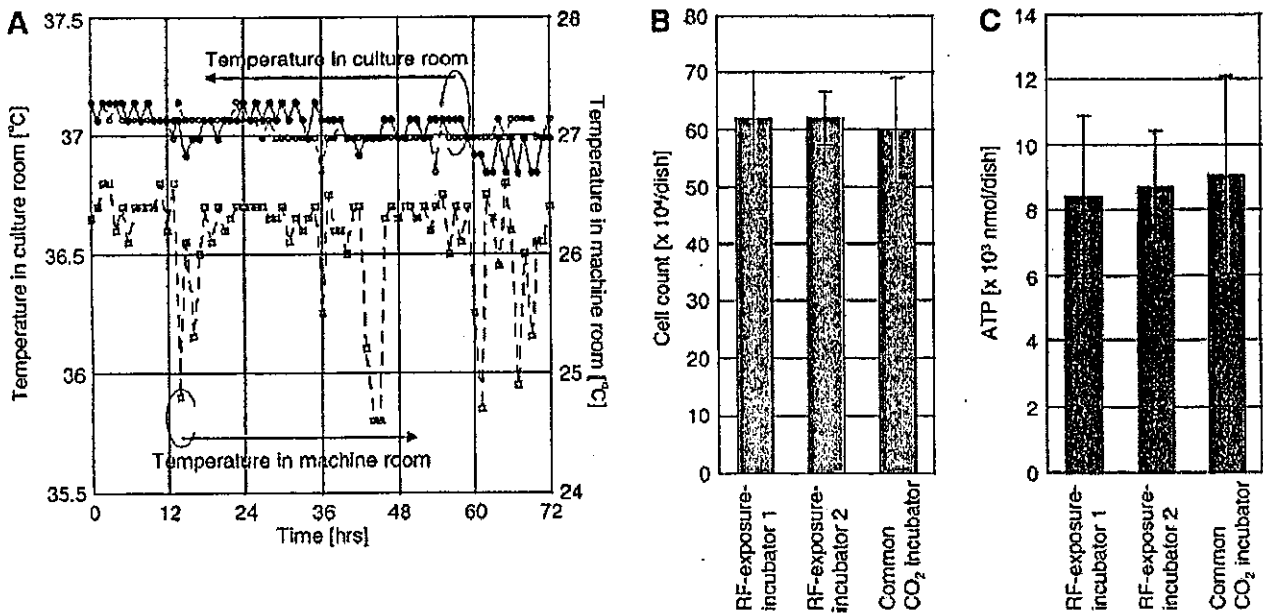 A
37.5
37
36.5
36
35.5
Temperature in culture room [°C]
28
27
26
25
24
Temperature in machine room [°C]
Temperature in culture room
Temperature in machine room
0
12
24
36
48
60
72
Time [hrs]
B
80
70
60
50
40
30
20
10
0
Cell count [x 10⁴/dish]
RF-exposure-
incubator 1
RF-exposure-
incubator 2
Common
CO₂ incubator
C
14
12
10
8
6
4
2
0
ATP [x 10³ nmol/dish]
RF-exposure-
incubator 1
RF-exposure-
incubator 2
Common
CO₂ incubator